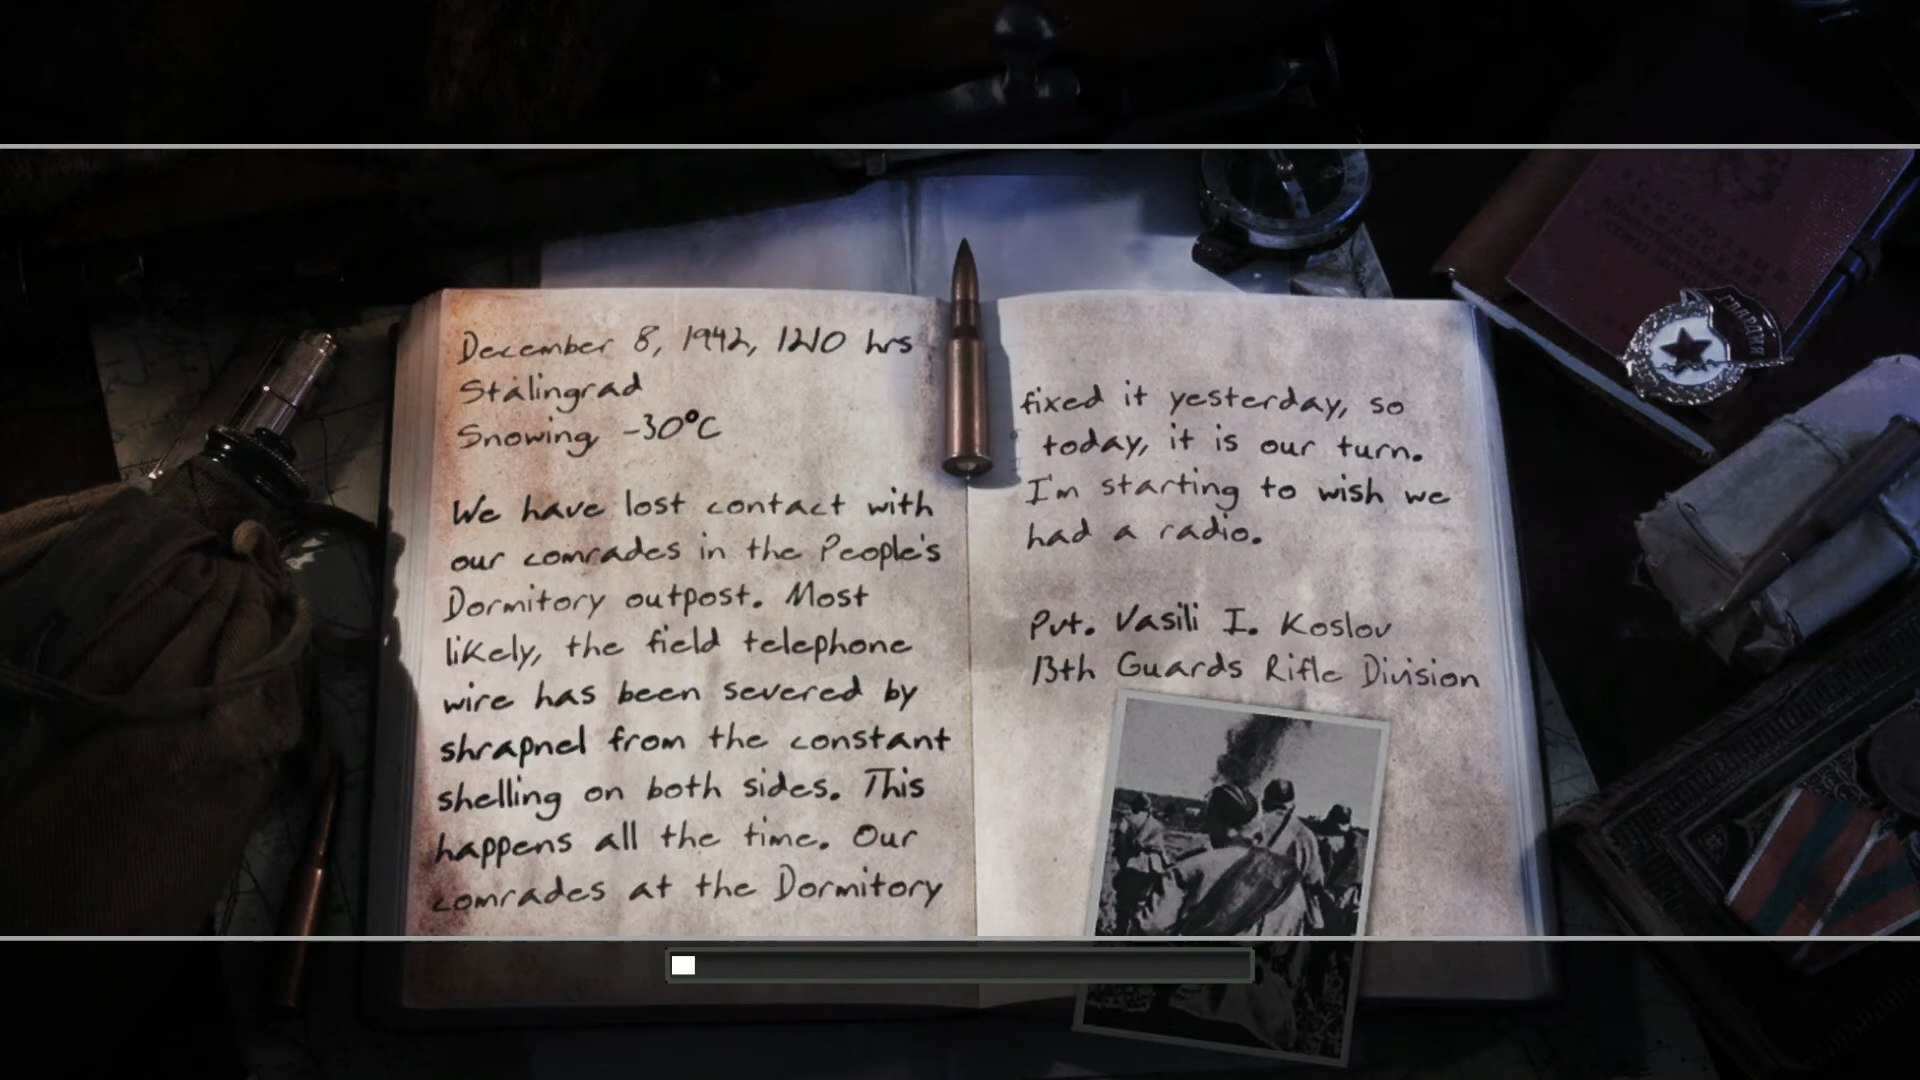 December 8, 1942, 1210 hrs
Stalingrad
Snowing, -30°C
We have lost contact with
our comrades in the People's
Dormitory outpost. Most
likely, the field telephone
wire has been severed by
shrapnel from the constant
shelling on both sides. This
happens all the time. Our
comrades at the Dormitory
fixed it yesterday, so
today, it is our turn.
I'm starting to wish we
had a radio.
Pvt. Vasili I. Koslov
13th Guards Rifle Division
ГВАРДИЯ